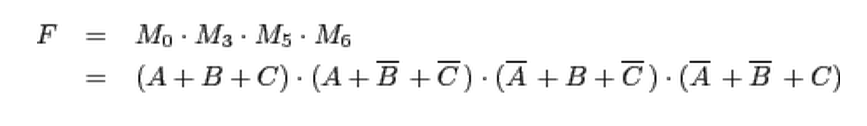 F = M₀ · M₃ · M₅ · M₆
= (A + B + C) · (A + B̅ + C̅) · (A̅ + B + C̅) · (A̅ + B̅ + C)